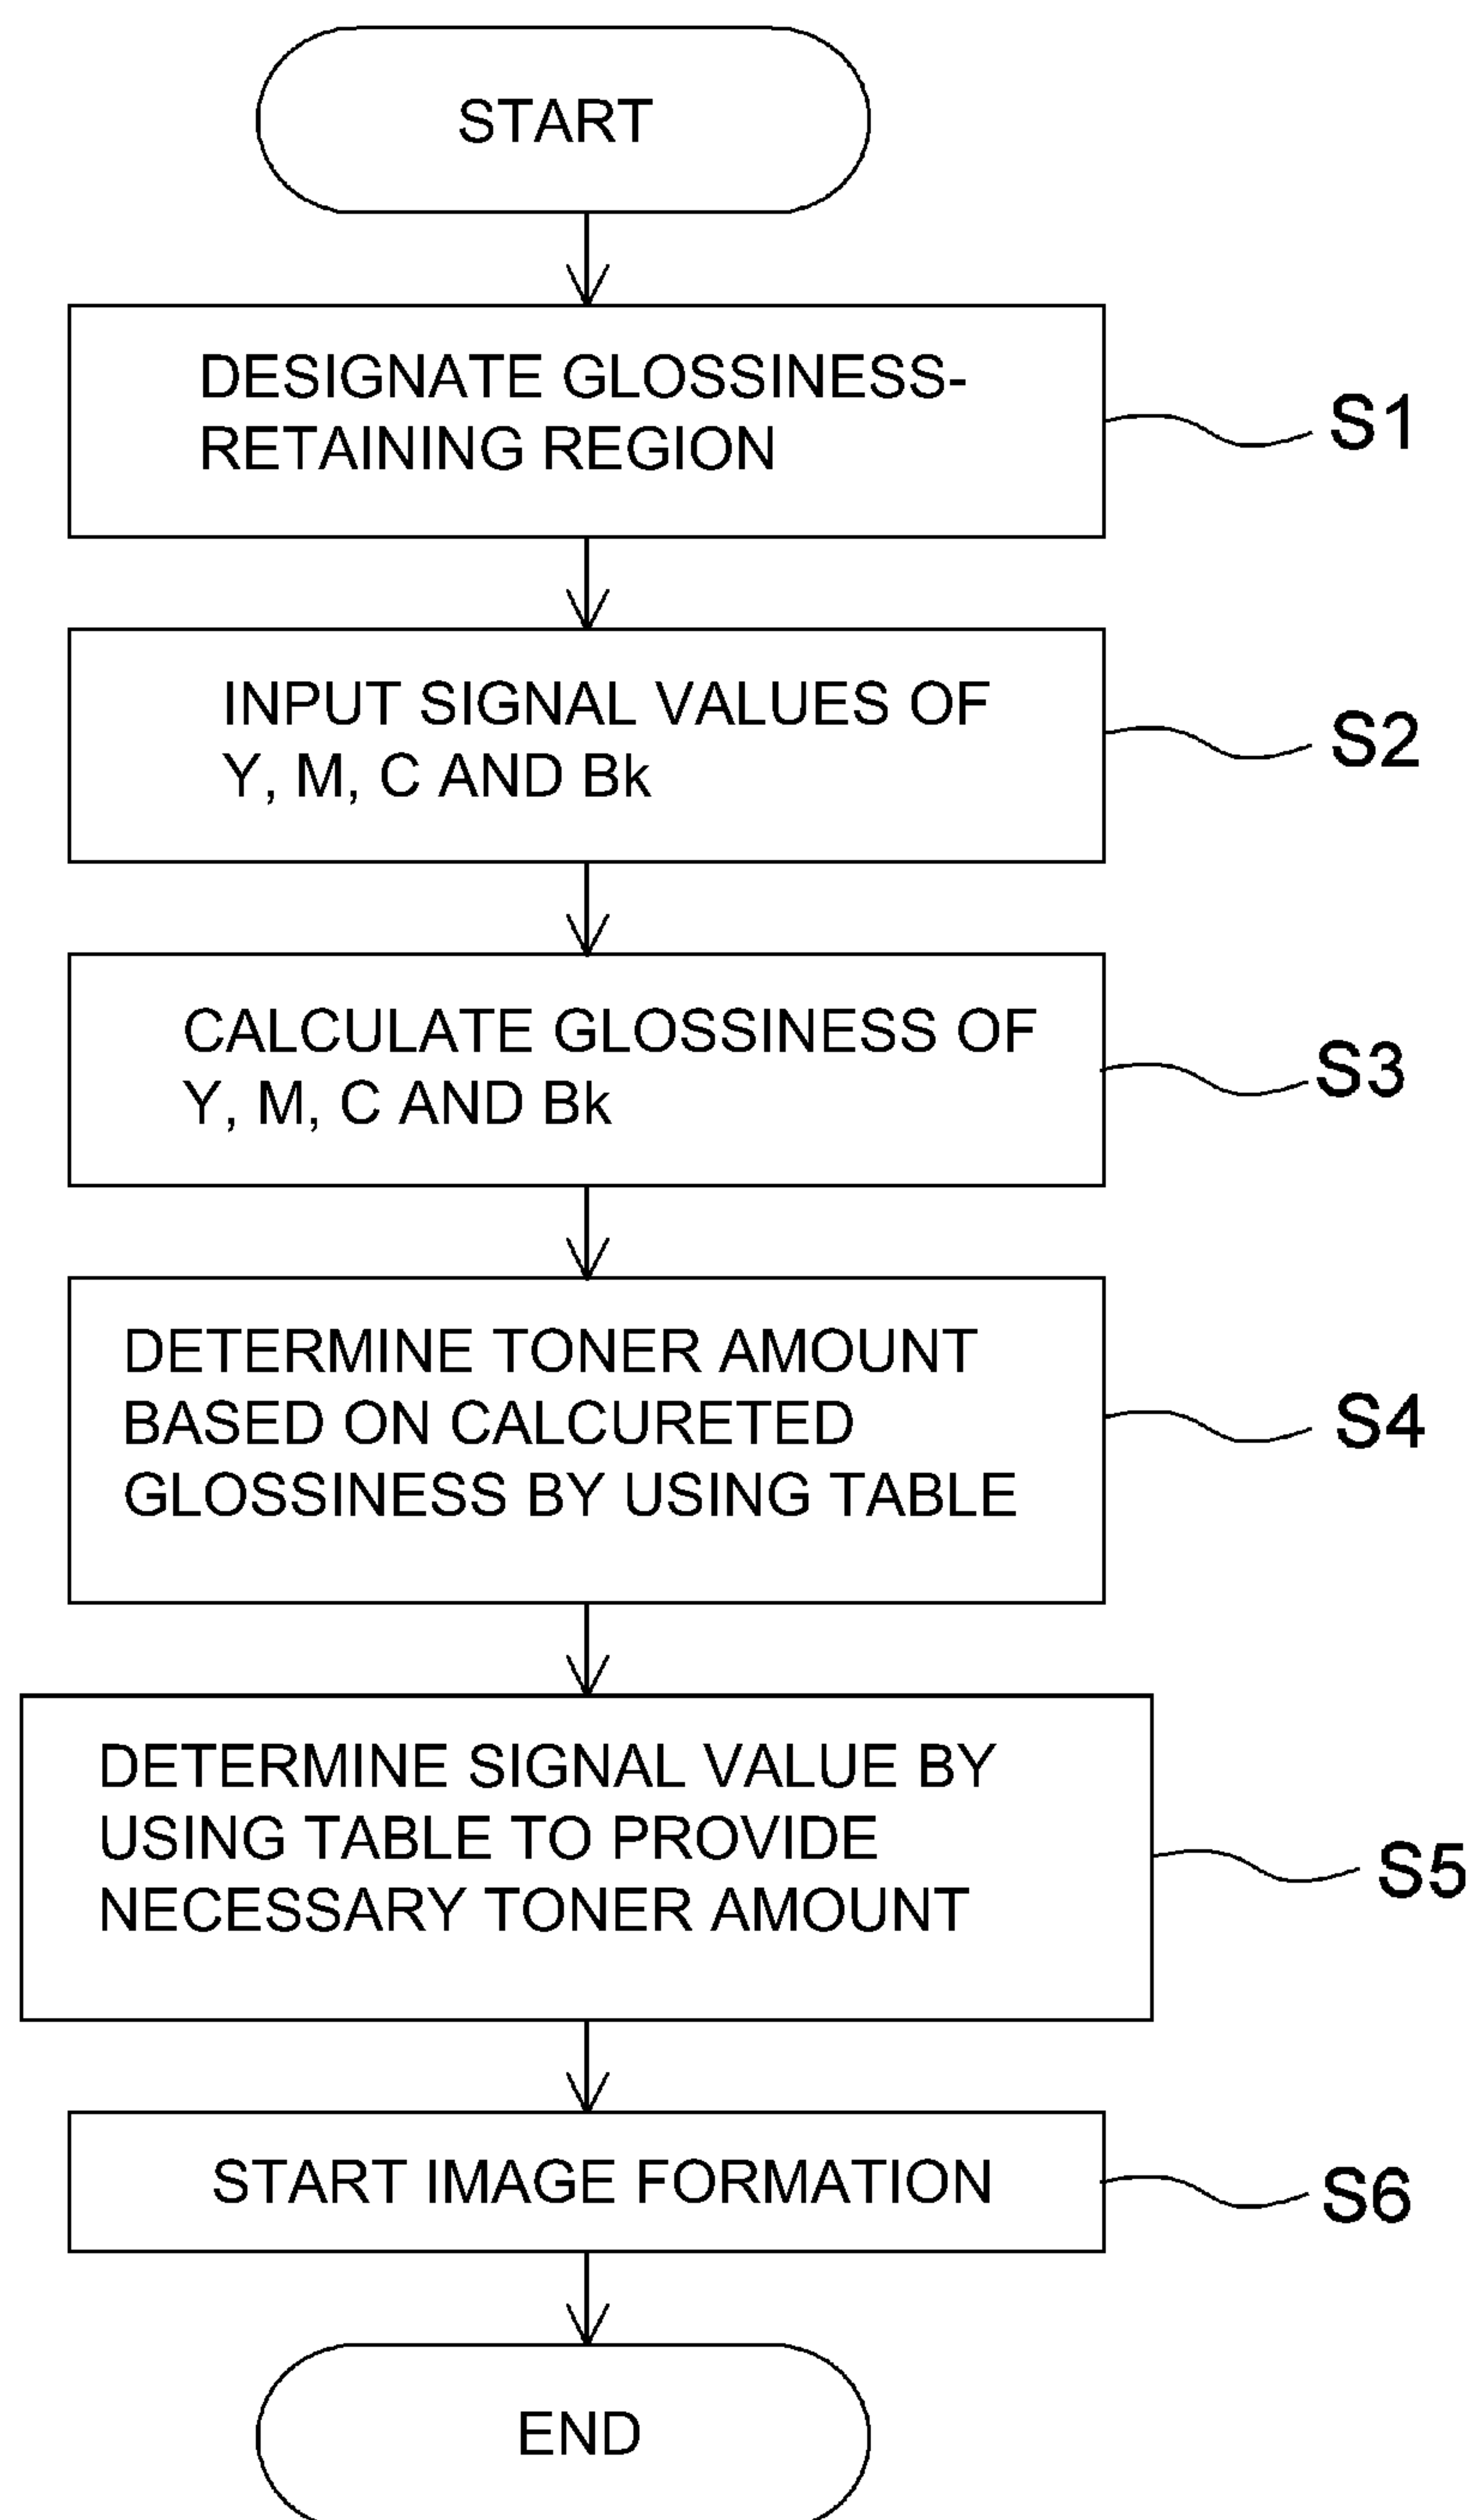 START
DESIGNATE GLOSSINESS-
RETAINING REGION
S1
INPUT SIGNAL VALUES OF
Y, M, C AND Bk
S2
CALCULATE GLOSSINESS OF
Y, M, C AND Bk
S3
DETERMINE TONER AMOUNT
BASED ON CALCURETED
GLOSSINESS BY USING TABLE
S4
DETERMINE SIGNAL VALUE BY
USING TABLE TO PROVIDE
NECESSARY TONER AMOUNT
S5
START IMAGE FORMATION
S6
END